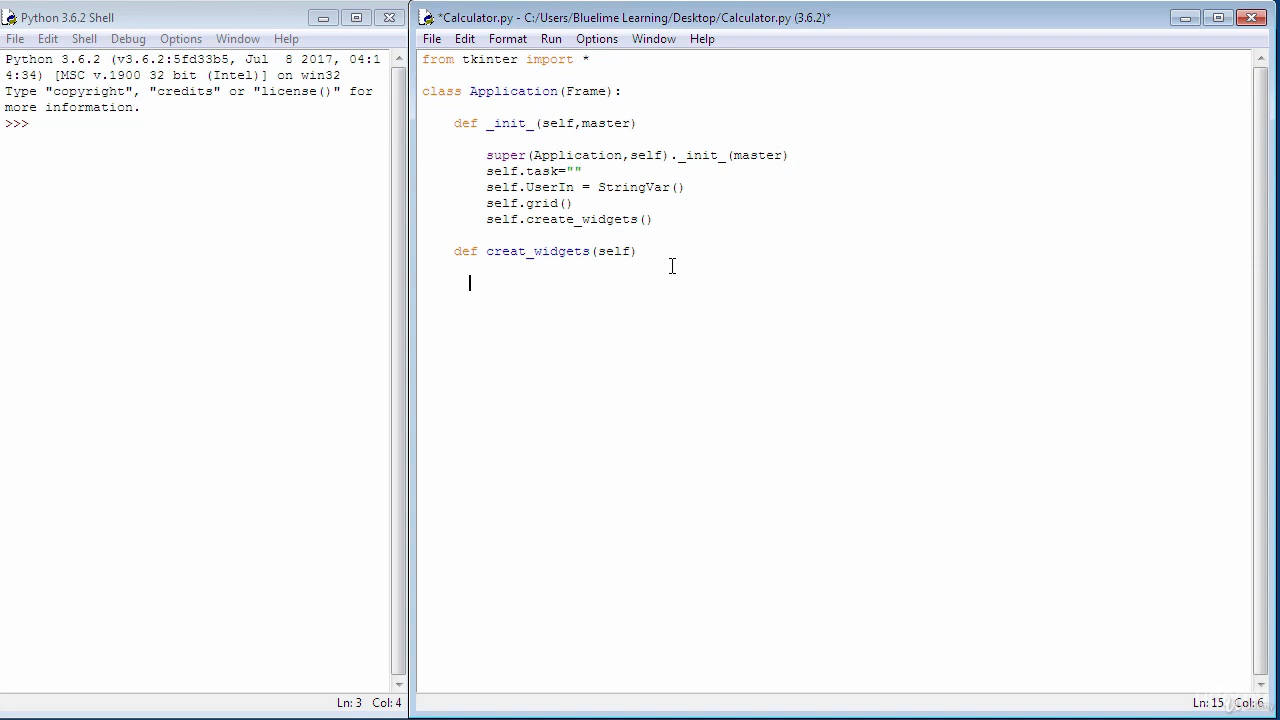 Python 3.6.2 Shell
File Edit Shell Debug Options Window Help
Python 3.6.2 (v3.6.2:5fd33b5, Jul  8 2017, 04:1
4:34) [MSC v.1900 32 bit (Intel)] on win32
Type "copyright", "credits" or "license()" for
more information.
>>>
Ln: 3 Col: 4
*Calculator.py - C:/Users/Bluelime Learning/Desktop/Calculator.py (3.6.2)*
File Edit Format Run Options Window Help
from tkinter import *
class Application(Frame):
    def _init_(self,master)
        super(Application,self)._init_(master)
        self.task=""
        self.UserIn = StringVar()
        self.grid()
        self.create_widgets()
    def creat_widgets(self)
Ln: 15 Col: 6